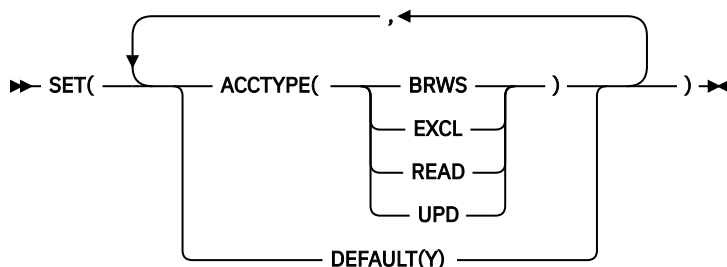 ,
SET( ACCTYPE( BRWS ) )
EXCL
READ
UPD
DEFAULT(Y)